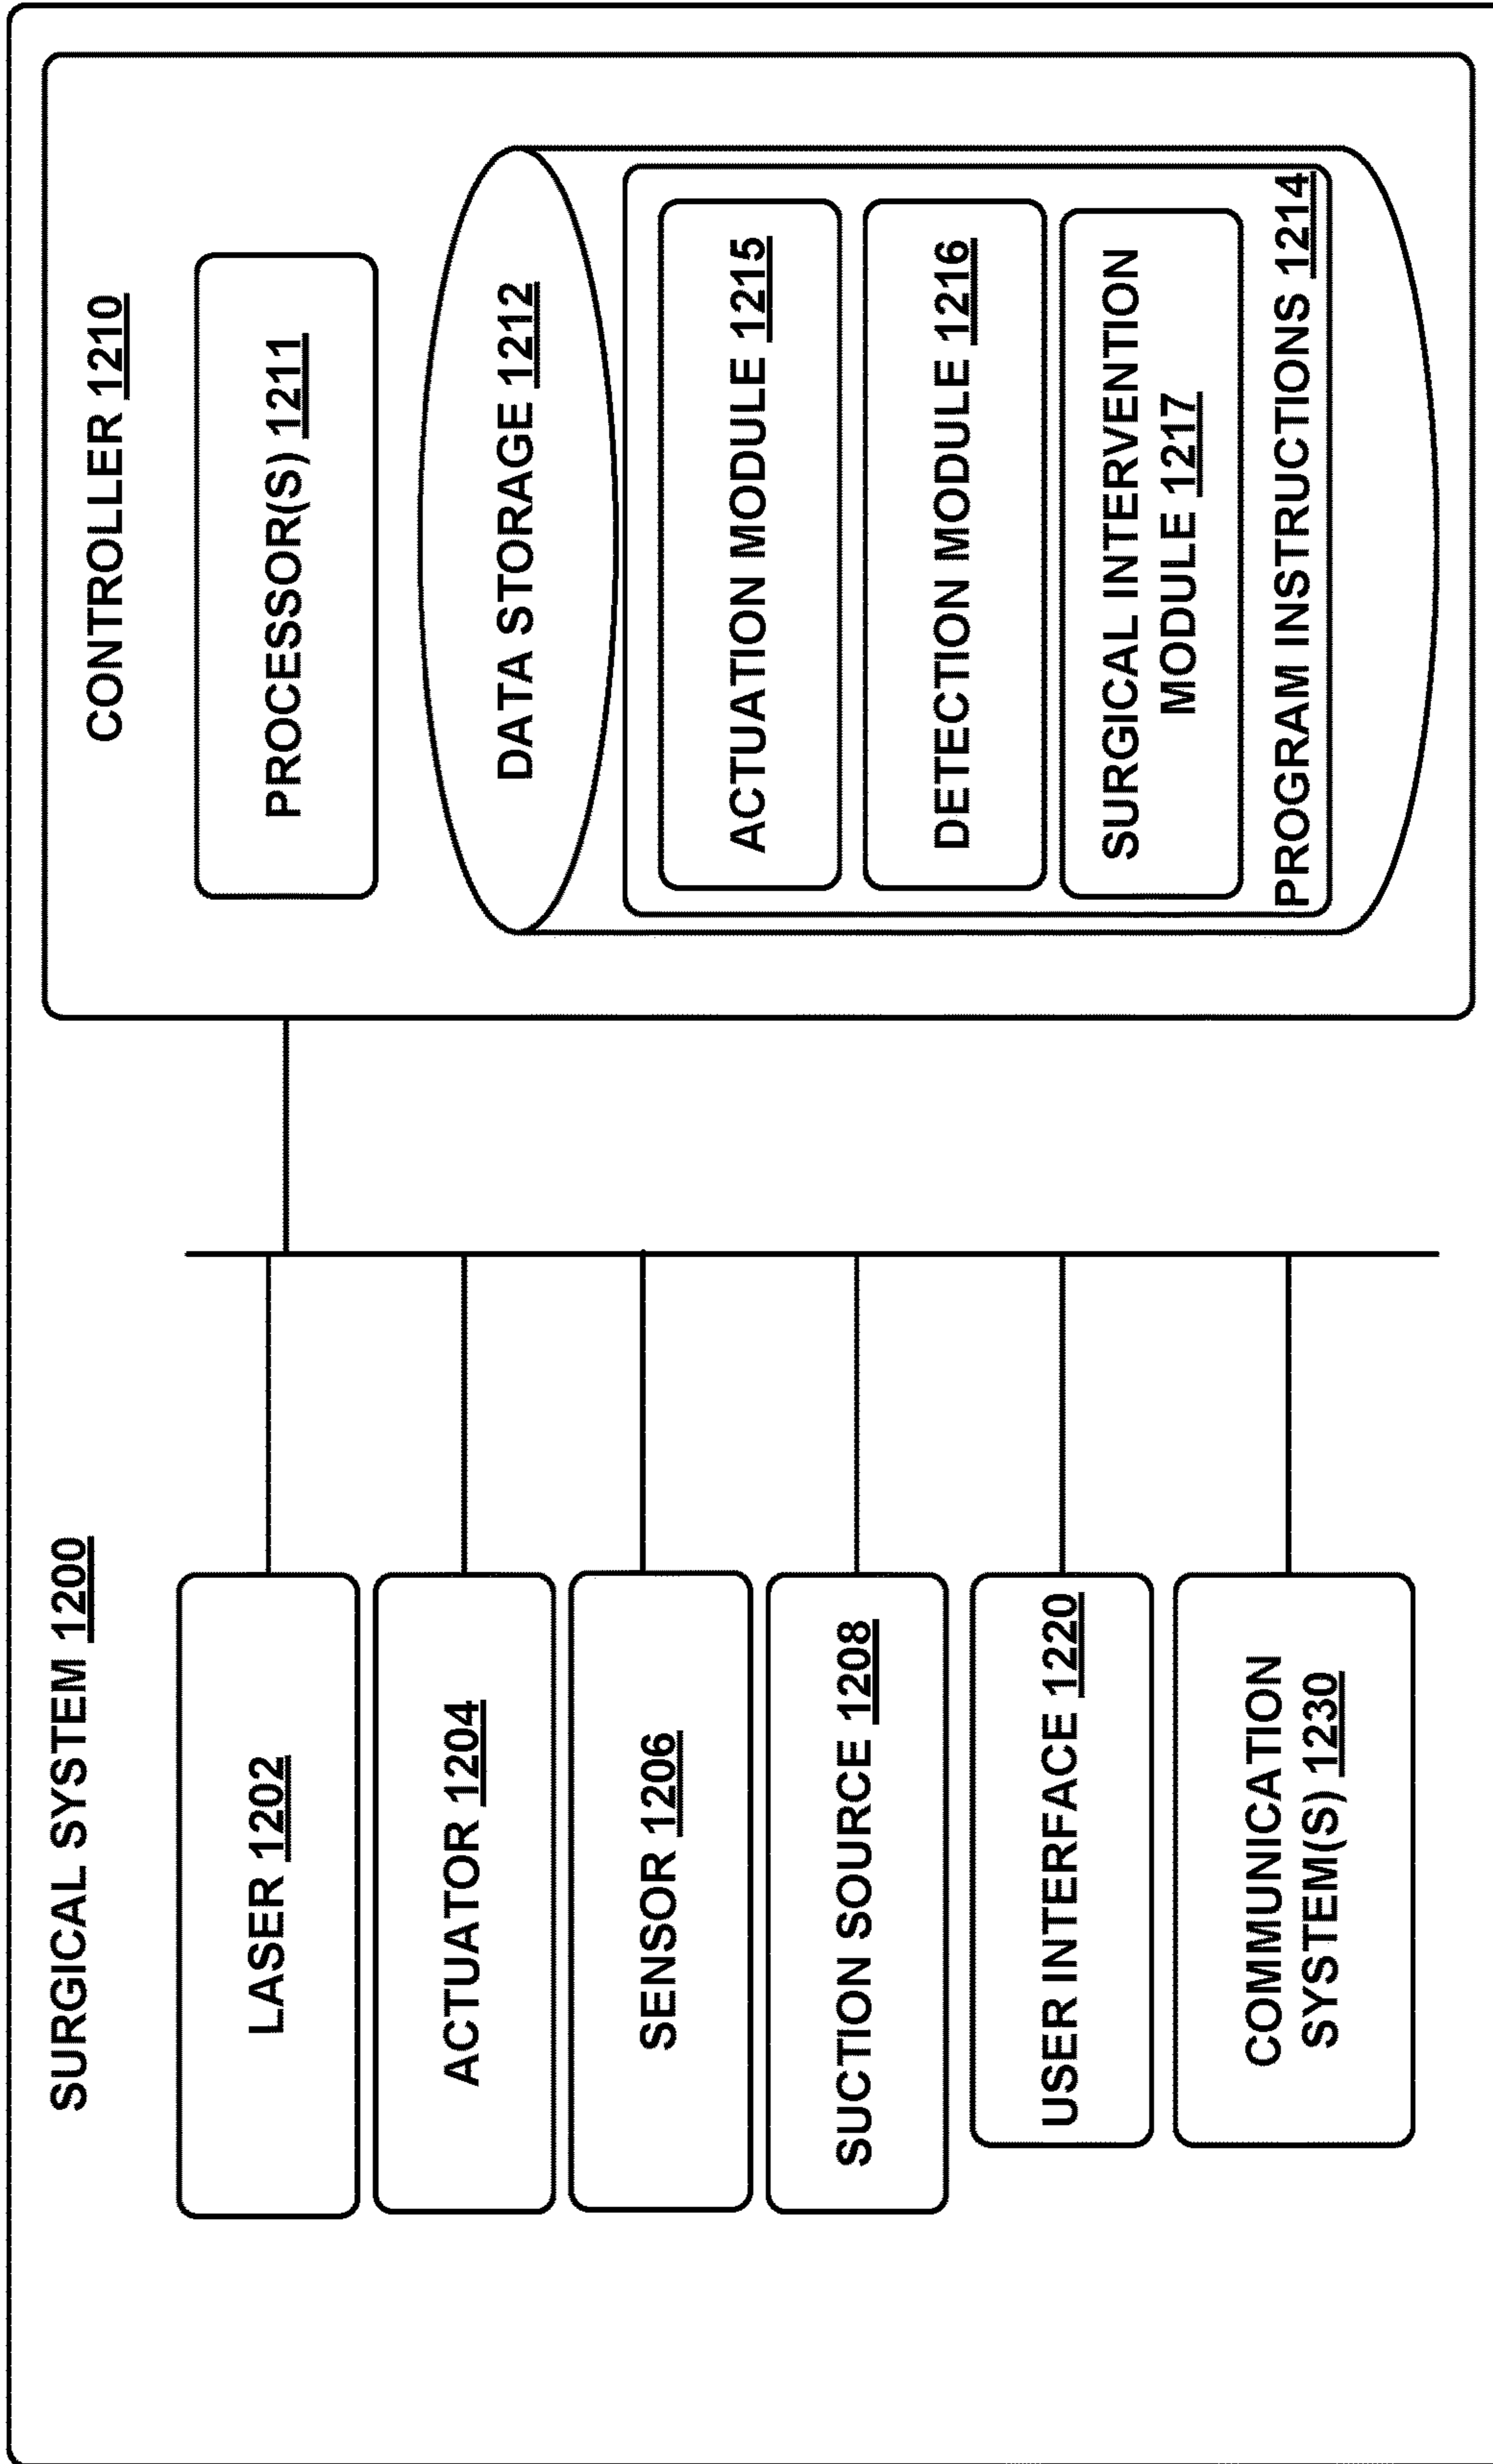 SURGICAL SYSTEM 1200
LASER 1202
ACTUATOR 1204
SENSOR 1206
SUCTION SOURCE 1208
USER INTERFACE 1220
COMMUNICATION
SYSTEM(S) 1230
CONTROLLER 1210
PROCESSOR(S) 1211
DATA STORAGE 1212
ACTUATION MODULE 1215
DETECTION MODULE 1216
SURGICAL INTERVENTION
MODULE 1217
PROGRAM INSTRUCTIONS 1214